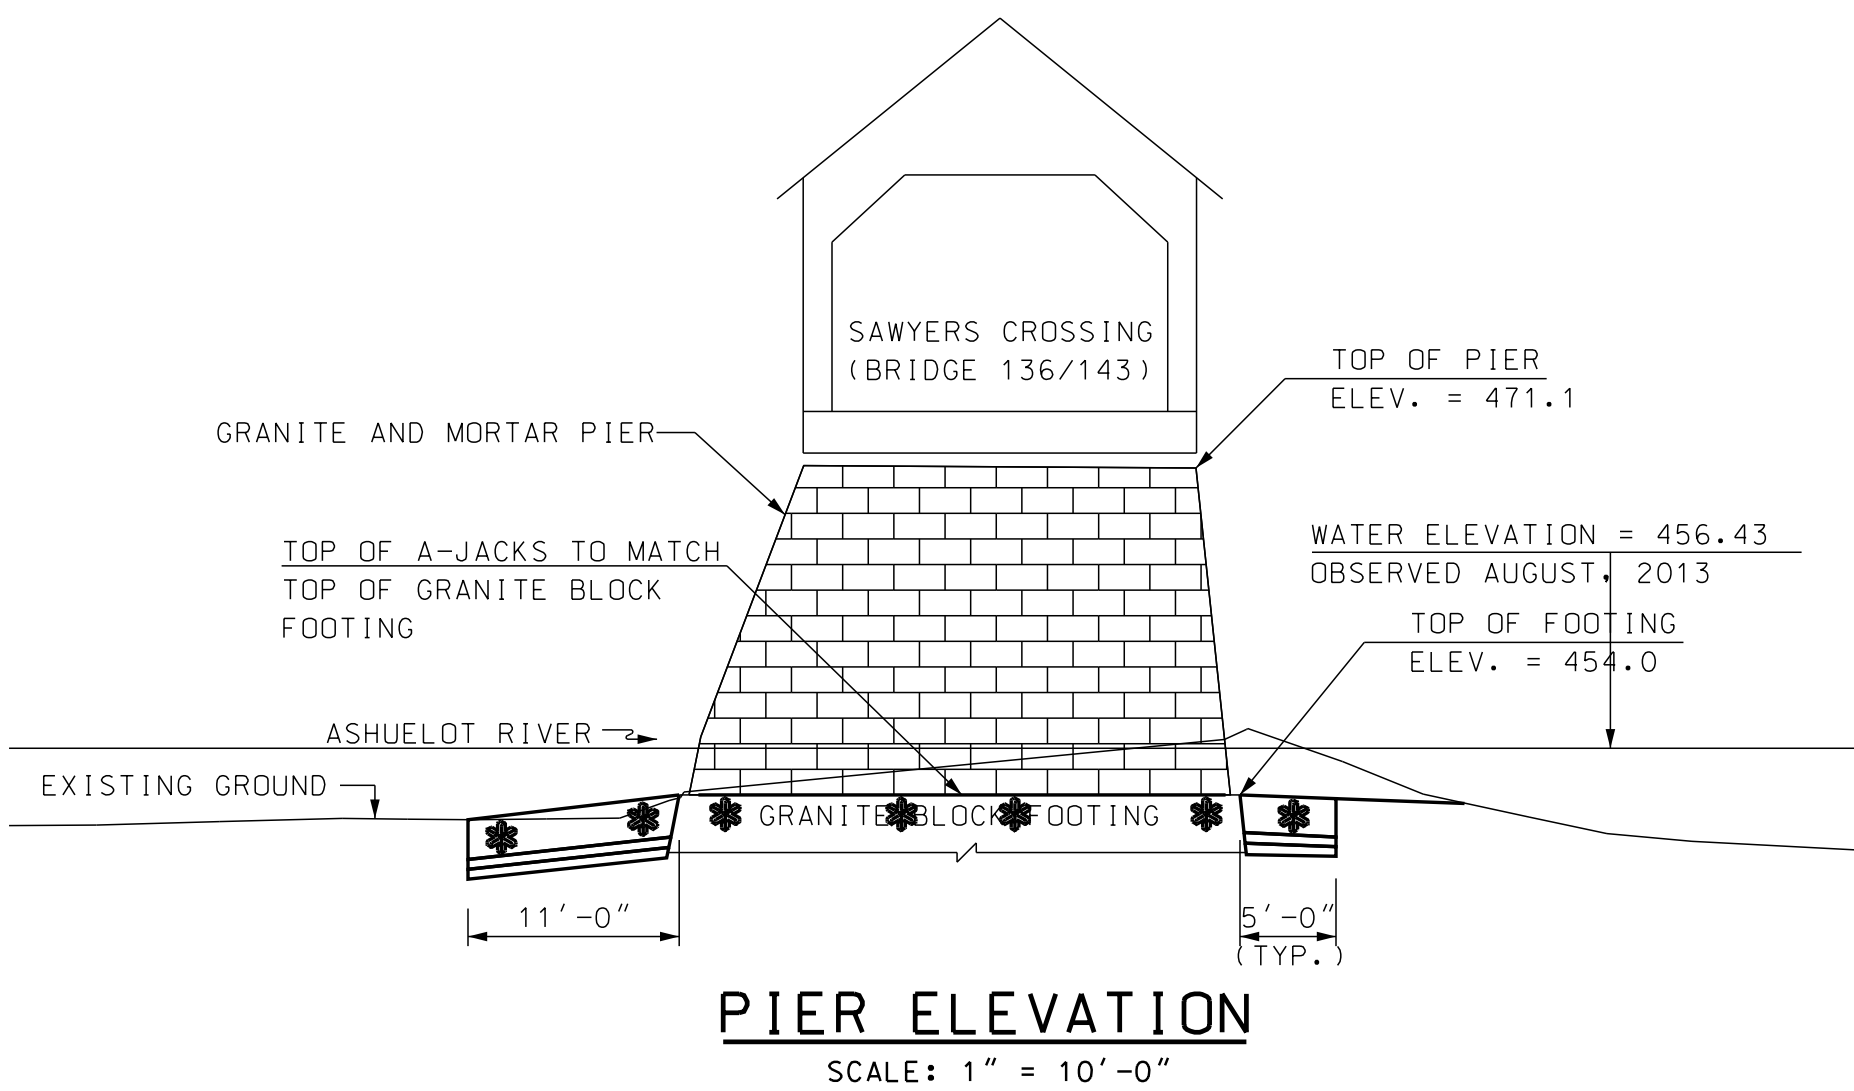 SAWYERS CROSSING
(BRIDGE 136/143)
TOP OF PIER
ELEV. = 471.1
GRANITE AND MORTAR PIER
WATER ELEVATION = 456.43
OBSERVED AUGUST, 2013
TOP OF A-JACKS TO MATCH
TOP OF GRANITE BLOCK
FOOTING
TOP OF FOOTING
ELEV. = 454.0
ASHUELOT RIVER
EXISTING GROUND
GRANITE BLOCK FOOTING
11'-0"
5'-0"
(TYP.)
PIER ELEVATION
SCALE: 1" = 10'-0"